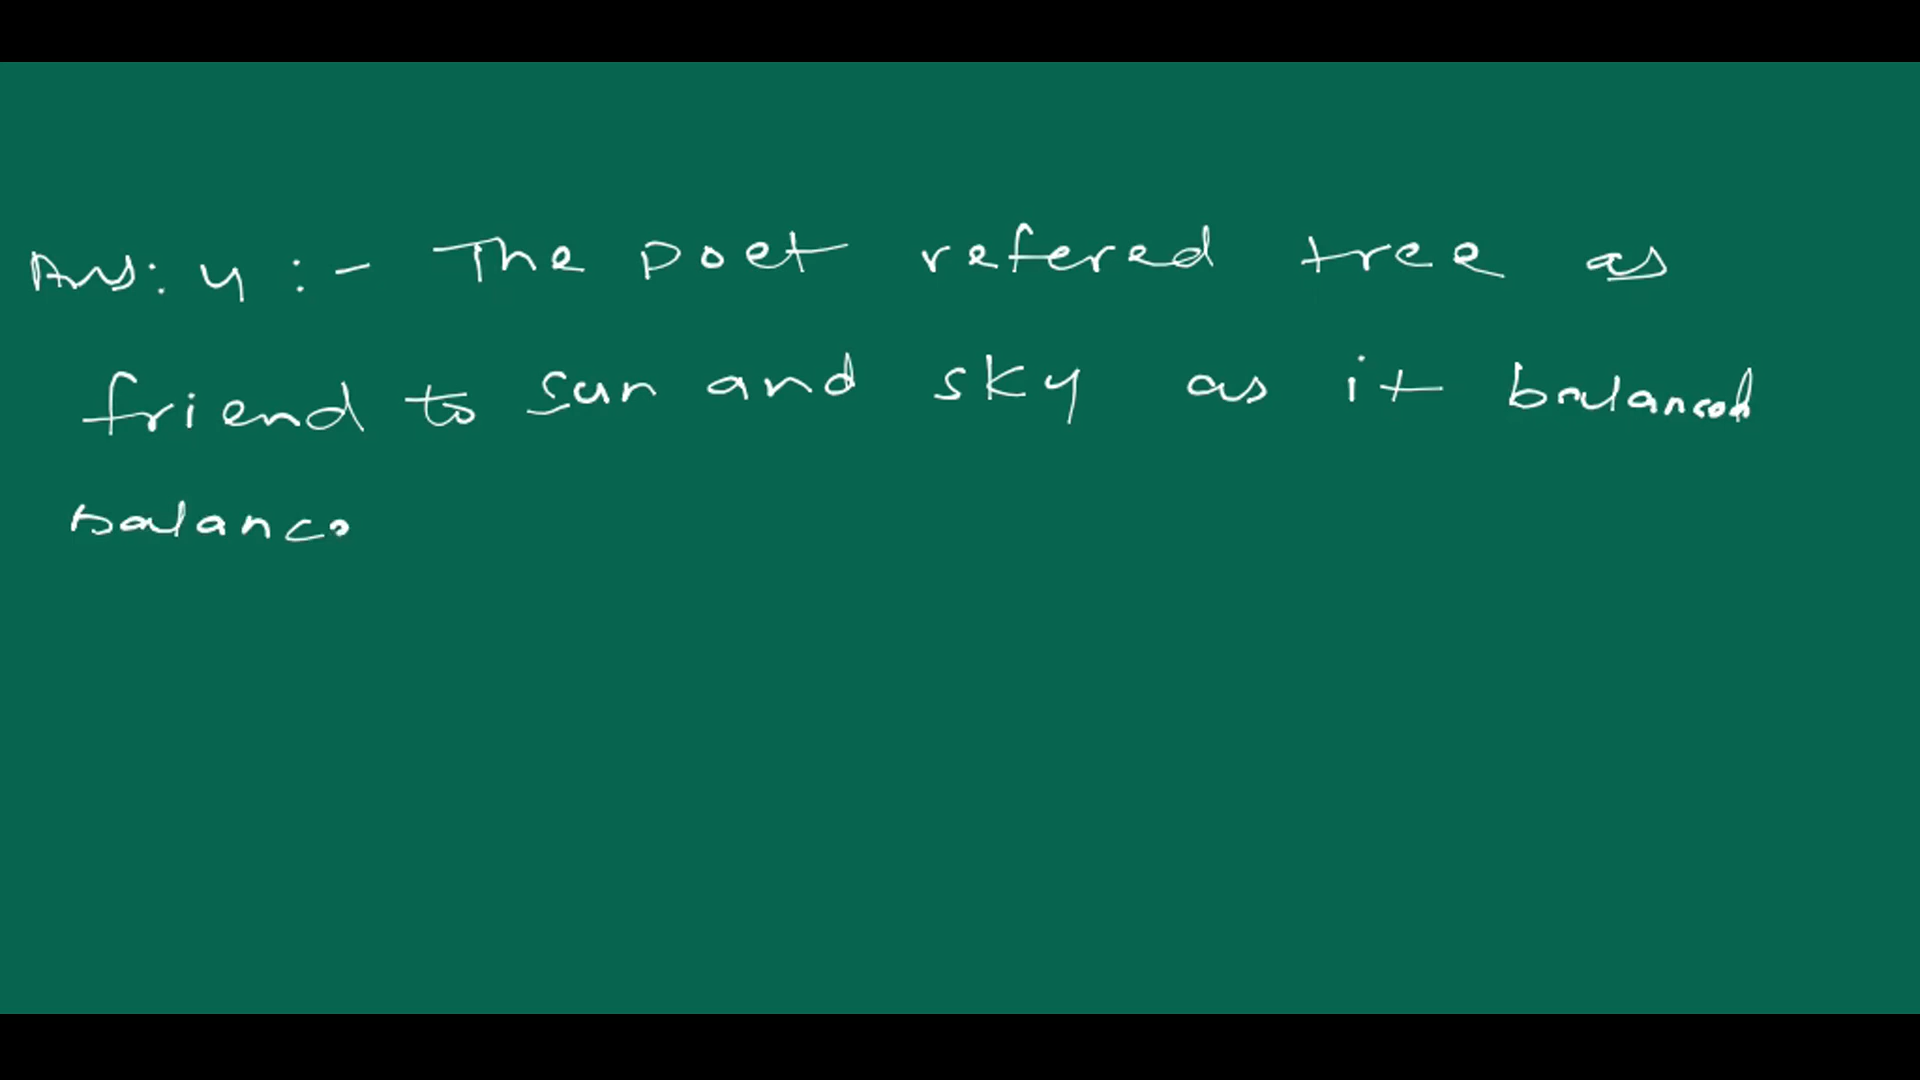 Ans: 4 :- The poet refered tree as
friend to sun and sky as it balanced
balance